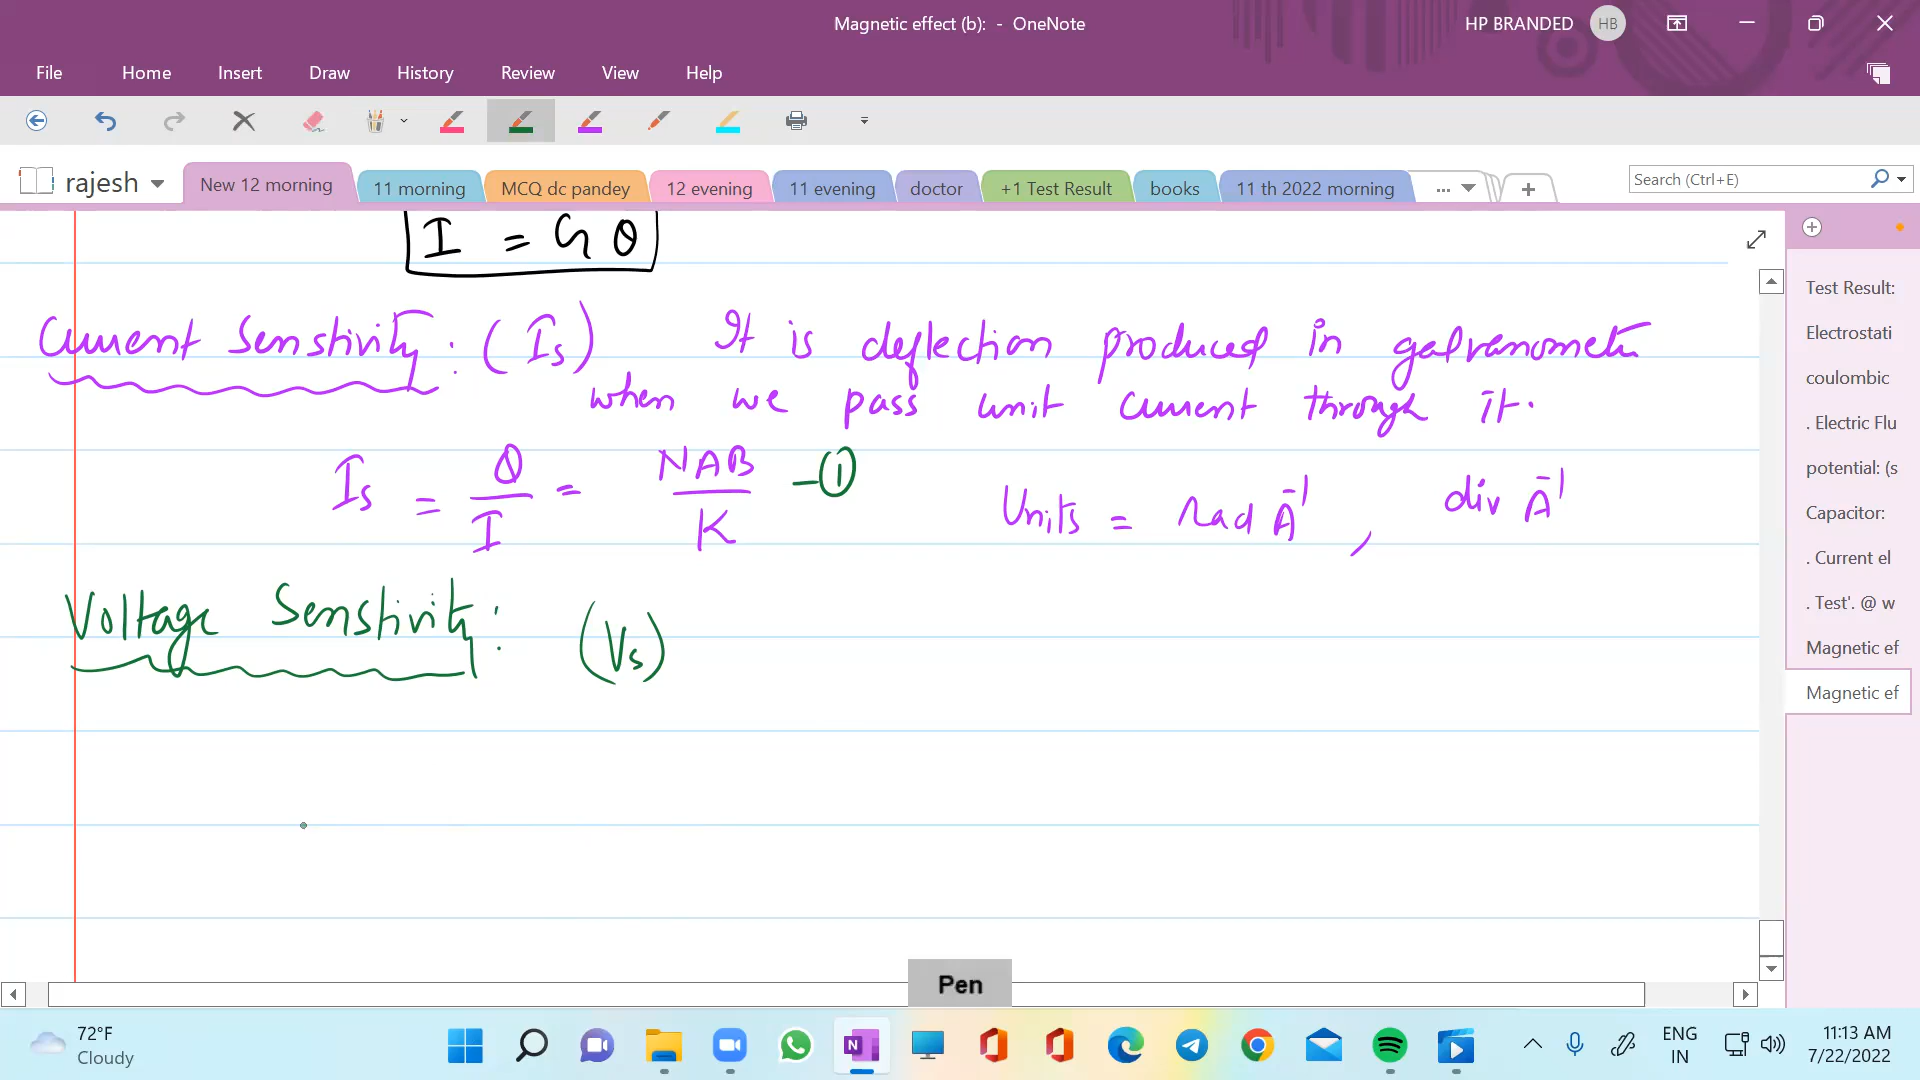 Magnetic effect (b): - OneNote
HP BRANDED HB
File Home Insert Draw History Review View Help
rajesh New 12 morning 11 morning MCQ dc pandey 12 evening 11 evening doctor +1 Test Result books 11 th 2022 morning ... Search (Ctrl+E)
I = G θ
Current Senstivity: (Is) It is deflection produced in galvanometer
when we pass unit current through it.
Is = θ/I = NAB/K -① Units = rad A⁻¹, div A⁻¹
Voltage Senstivity: (Vs)
Test Result:
Electrostati
coulombic
. Electric Flu
potential: (s
Capacitor:
. Current el
. Test'. @ w
Magnetic ef
Magnetic ef
Pen
72°F
Cloudy
ENG
IN
11:13 AM
7/22/2022